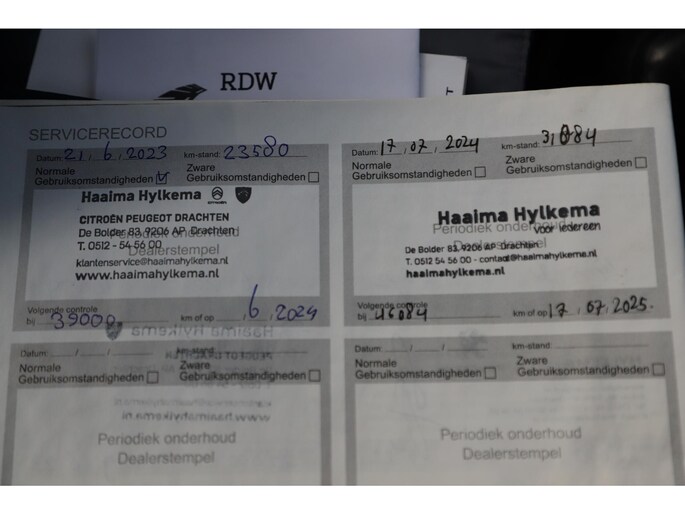 RDW
SERVICERECORD
Datum: 21, 6, 2023 km-stand: 23580
Normale Gebruiksomstandigheden
Zware Gebruiksomstandigheden
Haaima Hylkema
CITROËN PEUGEOT DRACHTEN
De Bolder 83, 9206 AP Drachten
T. 0512 - 54 56 00
Periodiek onderhoud
Dealerstempel
klantenservice@haaimahylkema.nl
www.haaimahylkema.nl
Volgende controle
bij 39000 km of op , 6, 2024
Datum: 17, 07, 2024 km-stand:
Normale Gebruiksomstandigheden
Zware Gebruiksomstandigheden
Haaima Hylkema
voor iedereen
Periodiek onderhoud
Dealerstempel
De Bolder 83, 9206 AP Drachten
T. 0512 54 56 00 - contact@haaimahylkema.nl
haaimahylkema.nl
Volgende controle
bij 46084 km of op 17, 07, 2025.
Datum: / / km-stand:
Normale Gebruiksomstandigheden
Zware Gebruiksomstandigheden
Periodiek onderhoud
Dealerstempel
Datum: / / km-stand:
Normale Gebruiksomstandigheden
Zware Gebruiksomstandigheden
Periodiek onderhoud
Dealerstempel